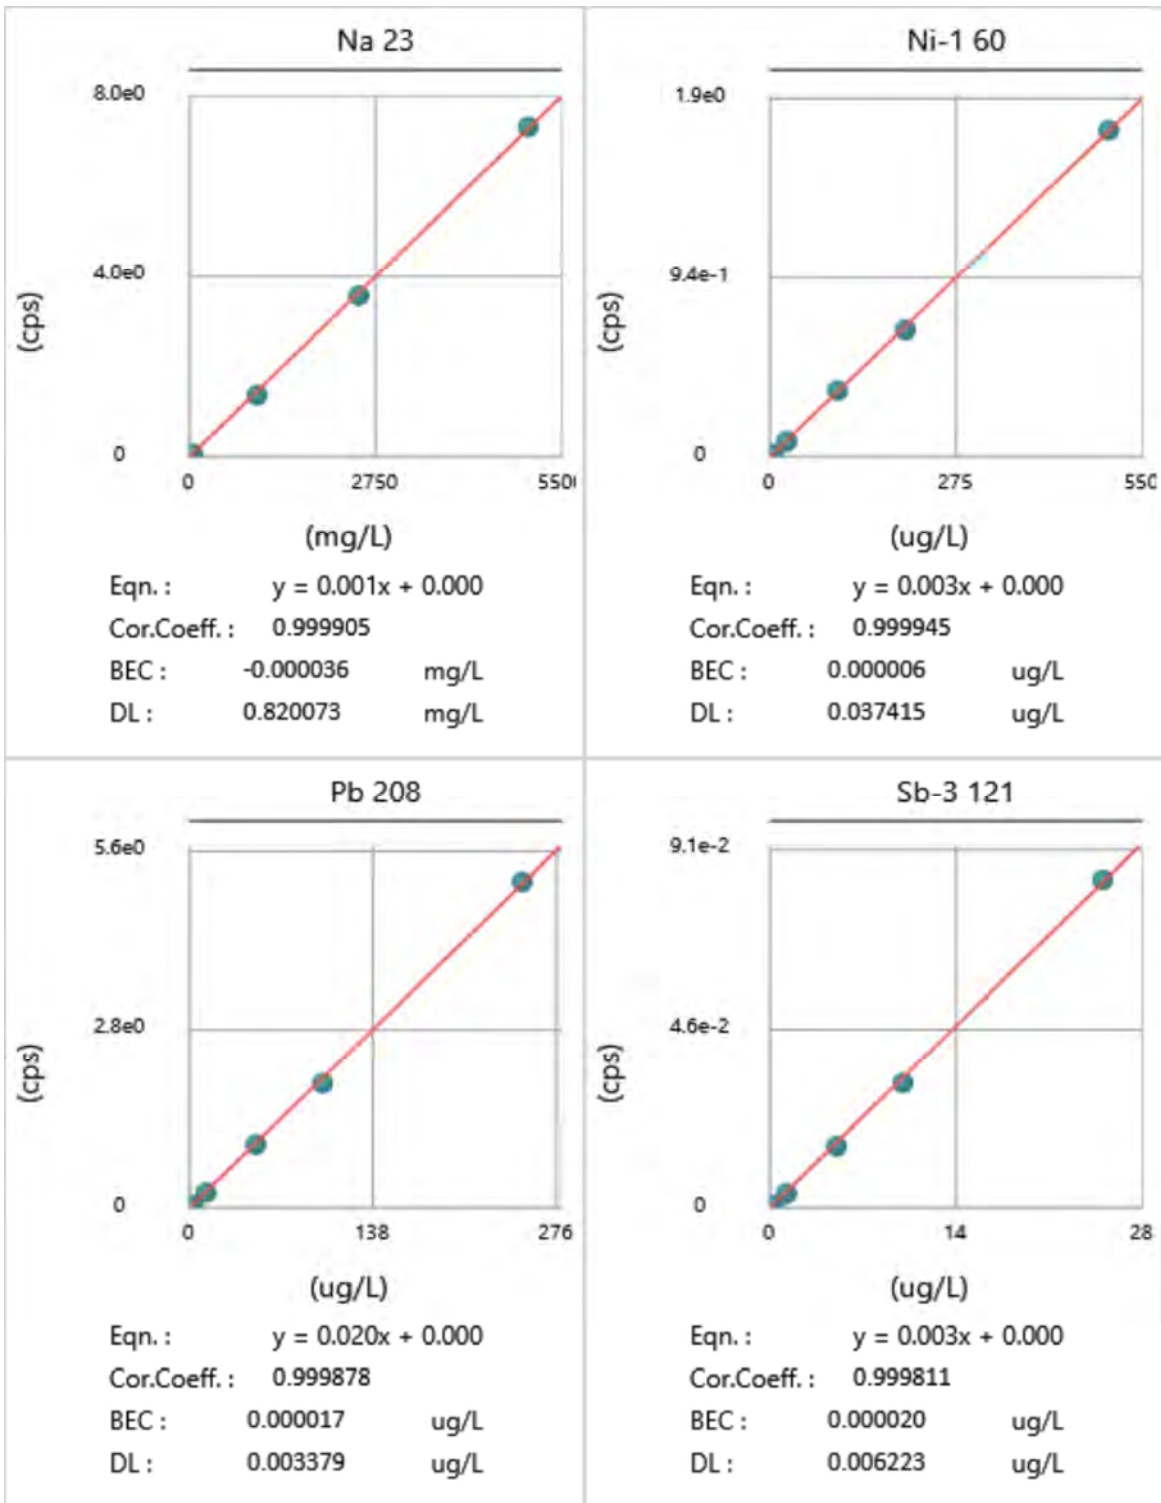 Na 23
8.0e0
4.0e0
(cps)
0
0 2750 5500
(mg/L)
Eqn. : y = 0.001x + 0.000
Cor.Coeff. : 0.999905
BEC : -0.000036 mg/L
DL : 0.820073 mg/L
Ni-1 60
1.9e0
9.4e-1
(cps)
0
0 275 550
(ug/L)
Eqn. : y = 0.003x + 0.000
Cor.Coeff. : 0.999945
BEC : 0.000006 ug/L
DL : 0.037415 ug/L
Pb 208
5.6e0
2.8e0
(cps)
0
0 138 276
(ug/L)
Eqn. : y = 0.020x + 0.000
Cor.Coeff. : 0.999878
BEC : 0.000017 ug/L
DL : 0.003379 ug/L
Sb-3 121
9.1e-2
4.6e-2
(cps)
0
0 14 28
(ug/L)
Eqn. : y = 0.003x + 0.000
Cor.Coeff. : 0.999811
BEC : 0.000020 ug/L
DL : 0.006223 ug/L